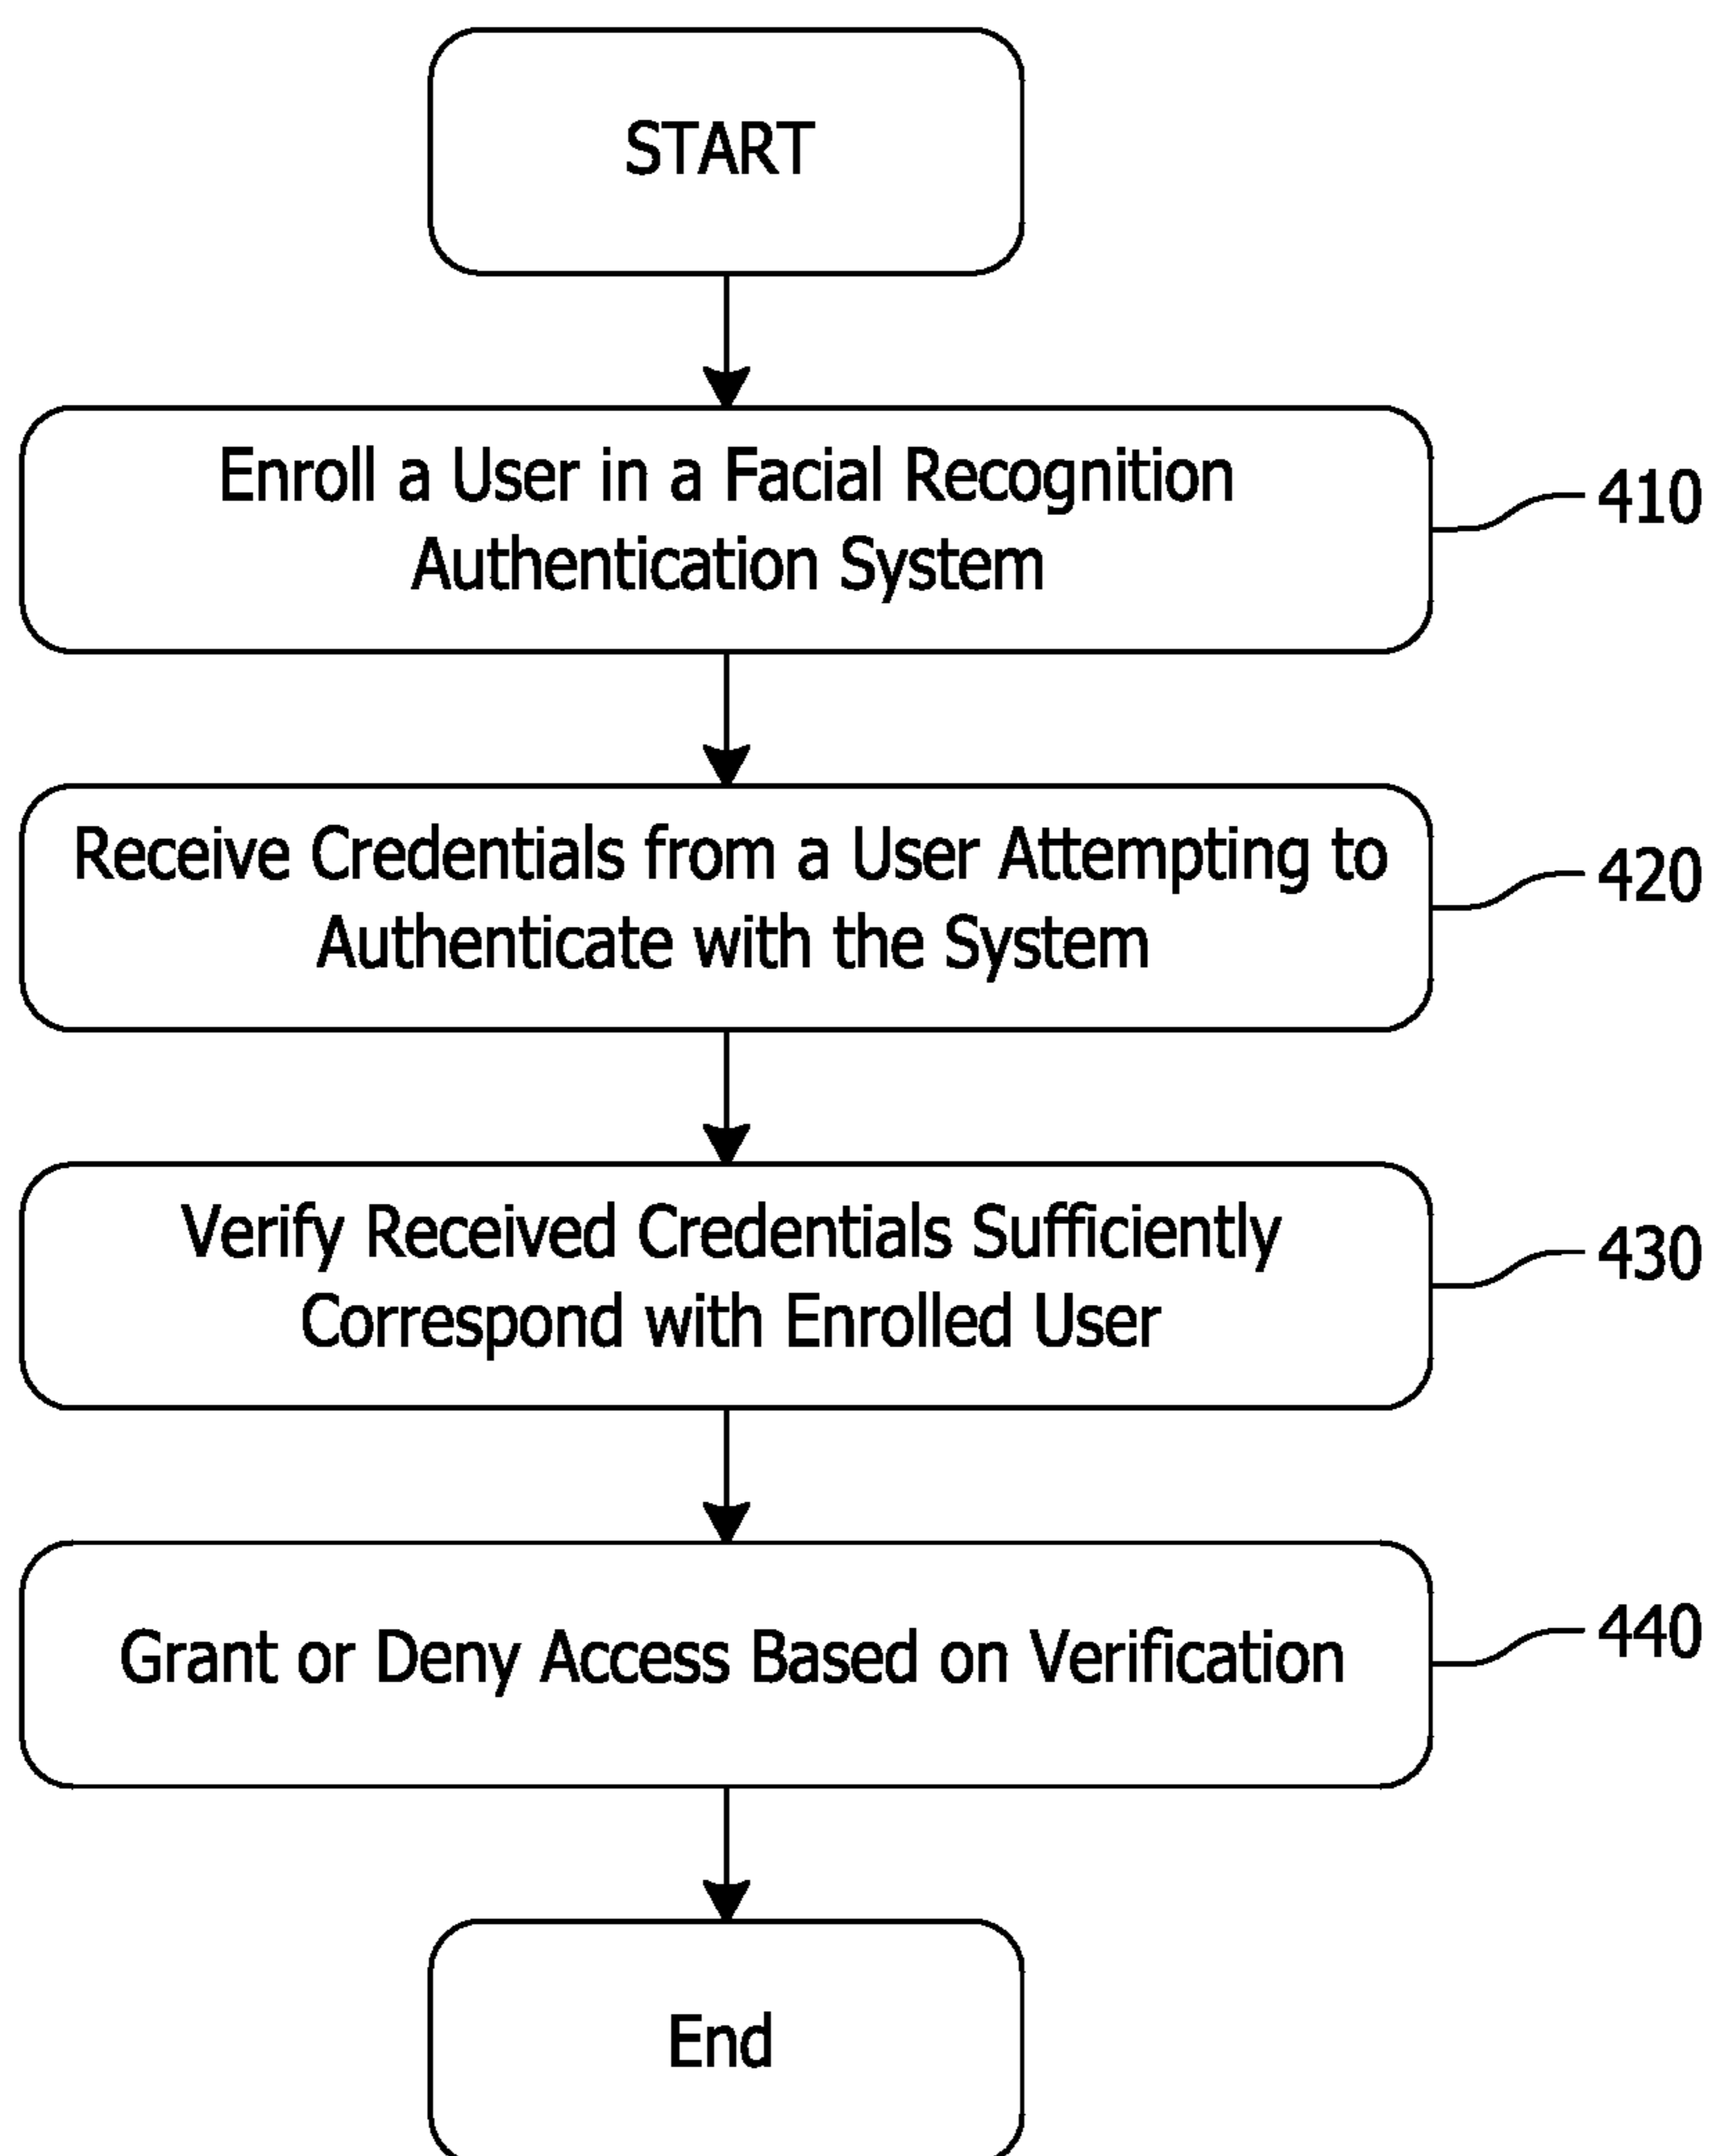 START
Enroll a User in a Facial Recognition
Authentication System
410
Receive Credentials from a User Attempting to
Authenticate with the System
420
Verify Received Credentials Sufficiently
Correspond with Enrolled User
430
Grant or Deny Access Based on Verification
440
End